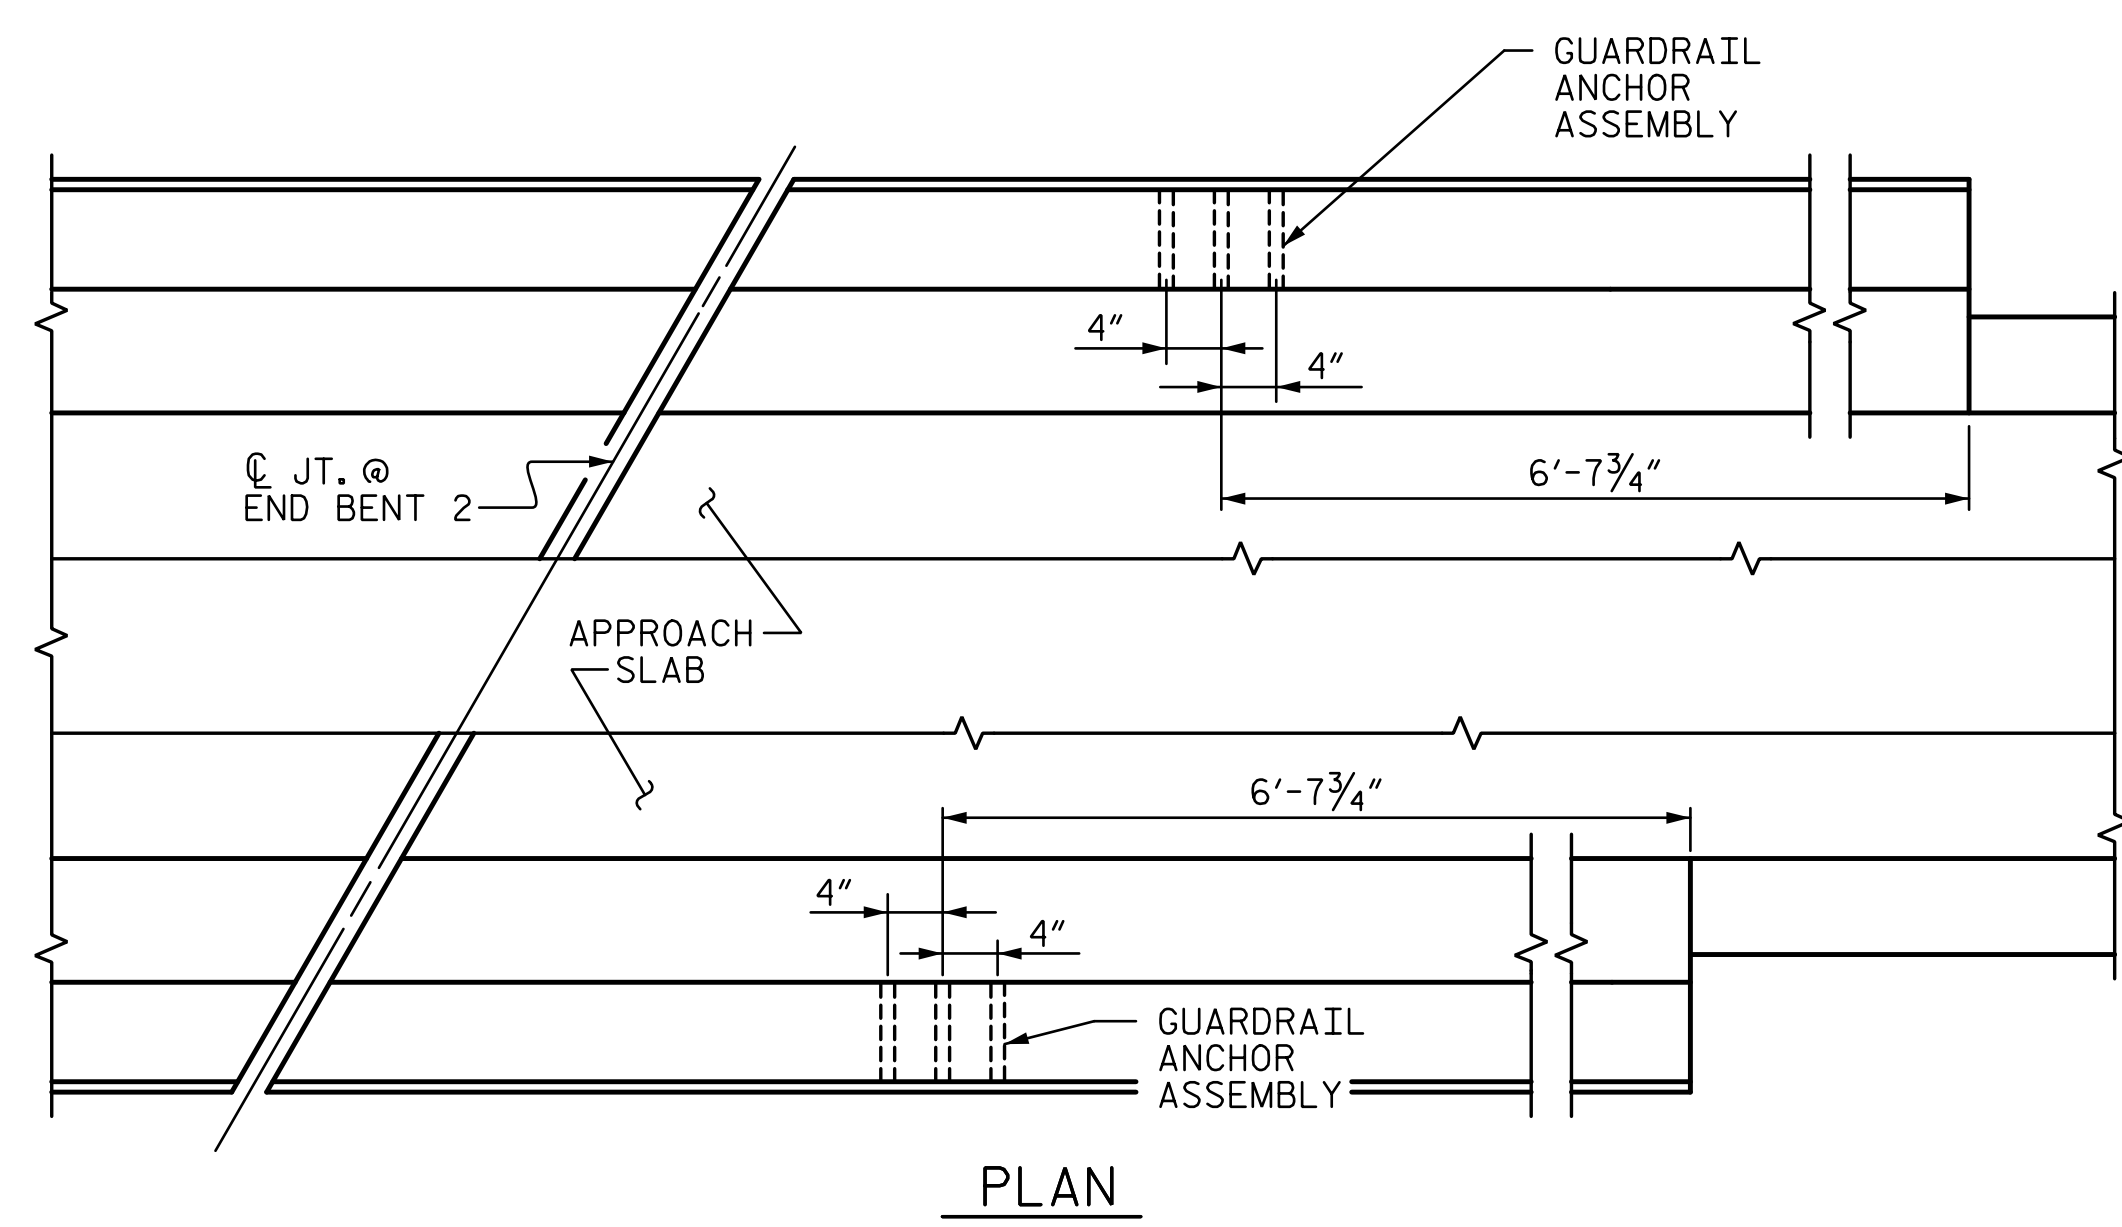 GUARDRAIL
ANCHOR
ASSEMBLY
4"
4"
6'-7¾"
℄ JT. @
END BENT 2
APPROACH
SLAB
6'-7¾"
4"
4"
GUARDRAIL
ANCHOR
ASSEMBLY
PLAN